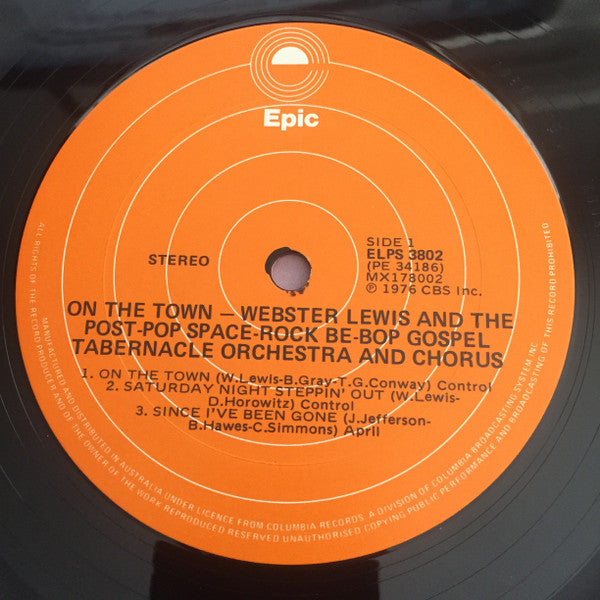 Epic
STEREO
SIDE 1
ELPS 3802
(PE 34186)
MX178002
℗ 1976 CBS Inc.
ON THE TOWN – WEBSTER LEWIS AND THE
POST-POP SPACE-ROCK BE-BOP GOSPEL
TABERNACLE ORCHESTRA AND CHORUS
1. ON THE TOWN (W.Lewis-B.Gray-T.G.Conway) Control
2. SATURDAY NIGHT STEPPIN' OUT (W.Lewis-
D.Horowitz) Control
3. SINCE I'VE BEEN GONE (J.Jefferson-
B.Hawes-C.Simmons) April
MANUFACTURED AND DISTRIBUTED IN AUSTRALIA UNDER LICENCE FROM COLUMBIA RECORDS. A DIVISION OF COLUMBIA BROADCASTING SYSTEM, INC.
ALL RIGHTS OF THE RECORD PRODUCER AND OF THE OWNER OF THE WORK REPRODUCED RESERVED UNAUTHORISED COPYING PUBLIC PERFORMANCE AND BROADCASTING OF THIS RECORD PROHIBITED